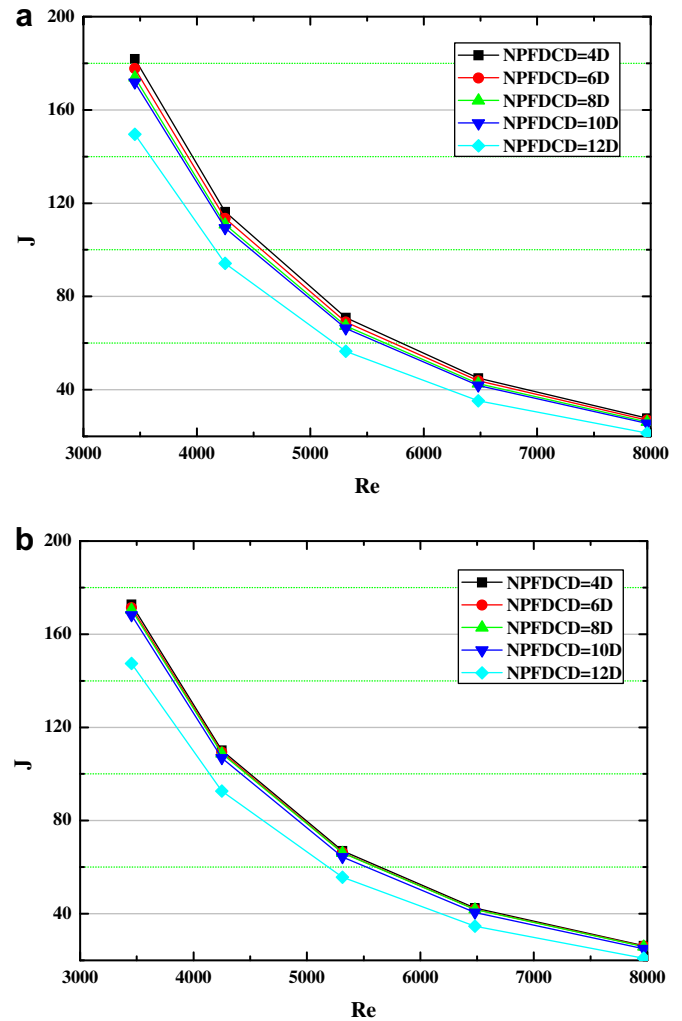 a
200
160
120
80
40
J
NPFDCD=4D
NPFDCD=6D
NPFDCD=8D
NPFDCD=10D
NPFDCD=12D
3000 4000 5000 6000 7000 8000
Re
b
200
160
120
80
40
J
NPFDCD=4D
NPFDCD=6D
NPFDCD=8D
NPFDCD=10D
NPFDCD=12D
3000 4000 5000 6000 7000 8000
Re